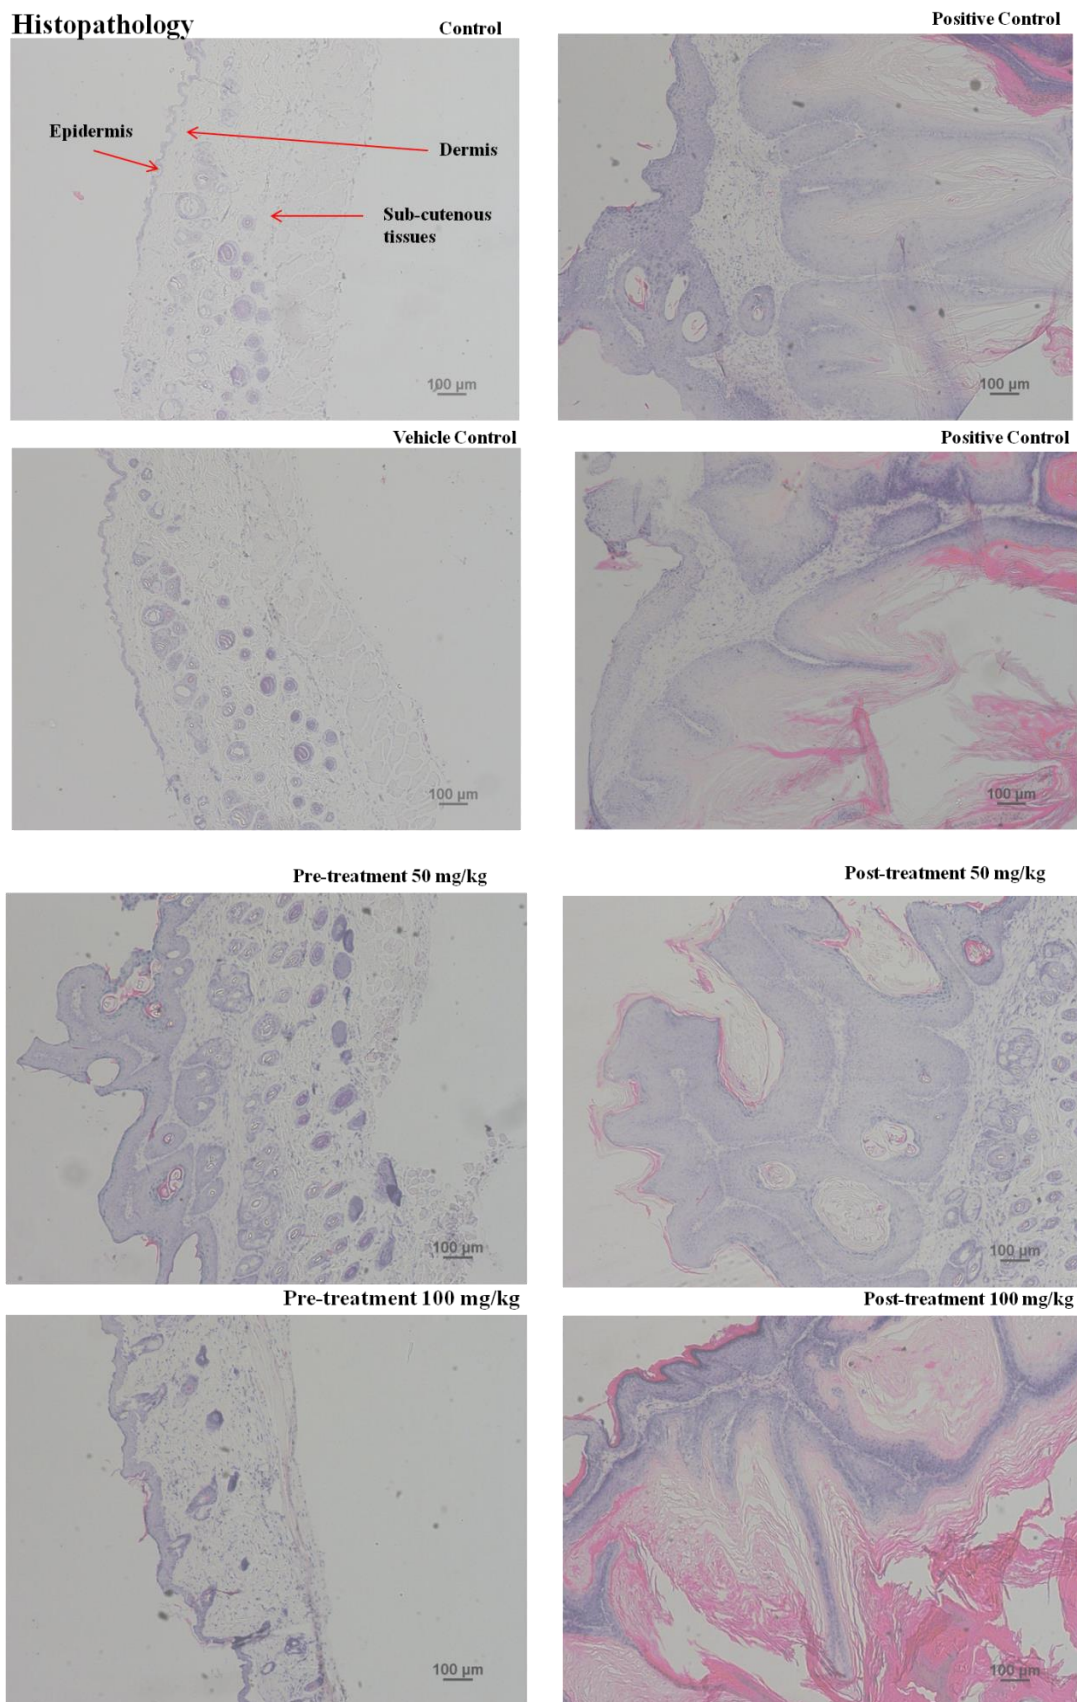 Histopathology
Control
Positive Control
Epidermis
Dermis
Sub-cutenous
tissues
100 µm
100 µm
Vehicle Control
Positive Control
100 µm
100 µm
Pre-treatment 50 mg/kg
Post-treatment 50 mg/kg
100 µm
100 µm
Pre-treatment 100 mg/kg
Post-treatment 100 mg/kg
100 µm
100 µm